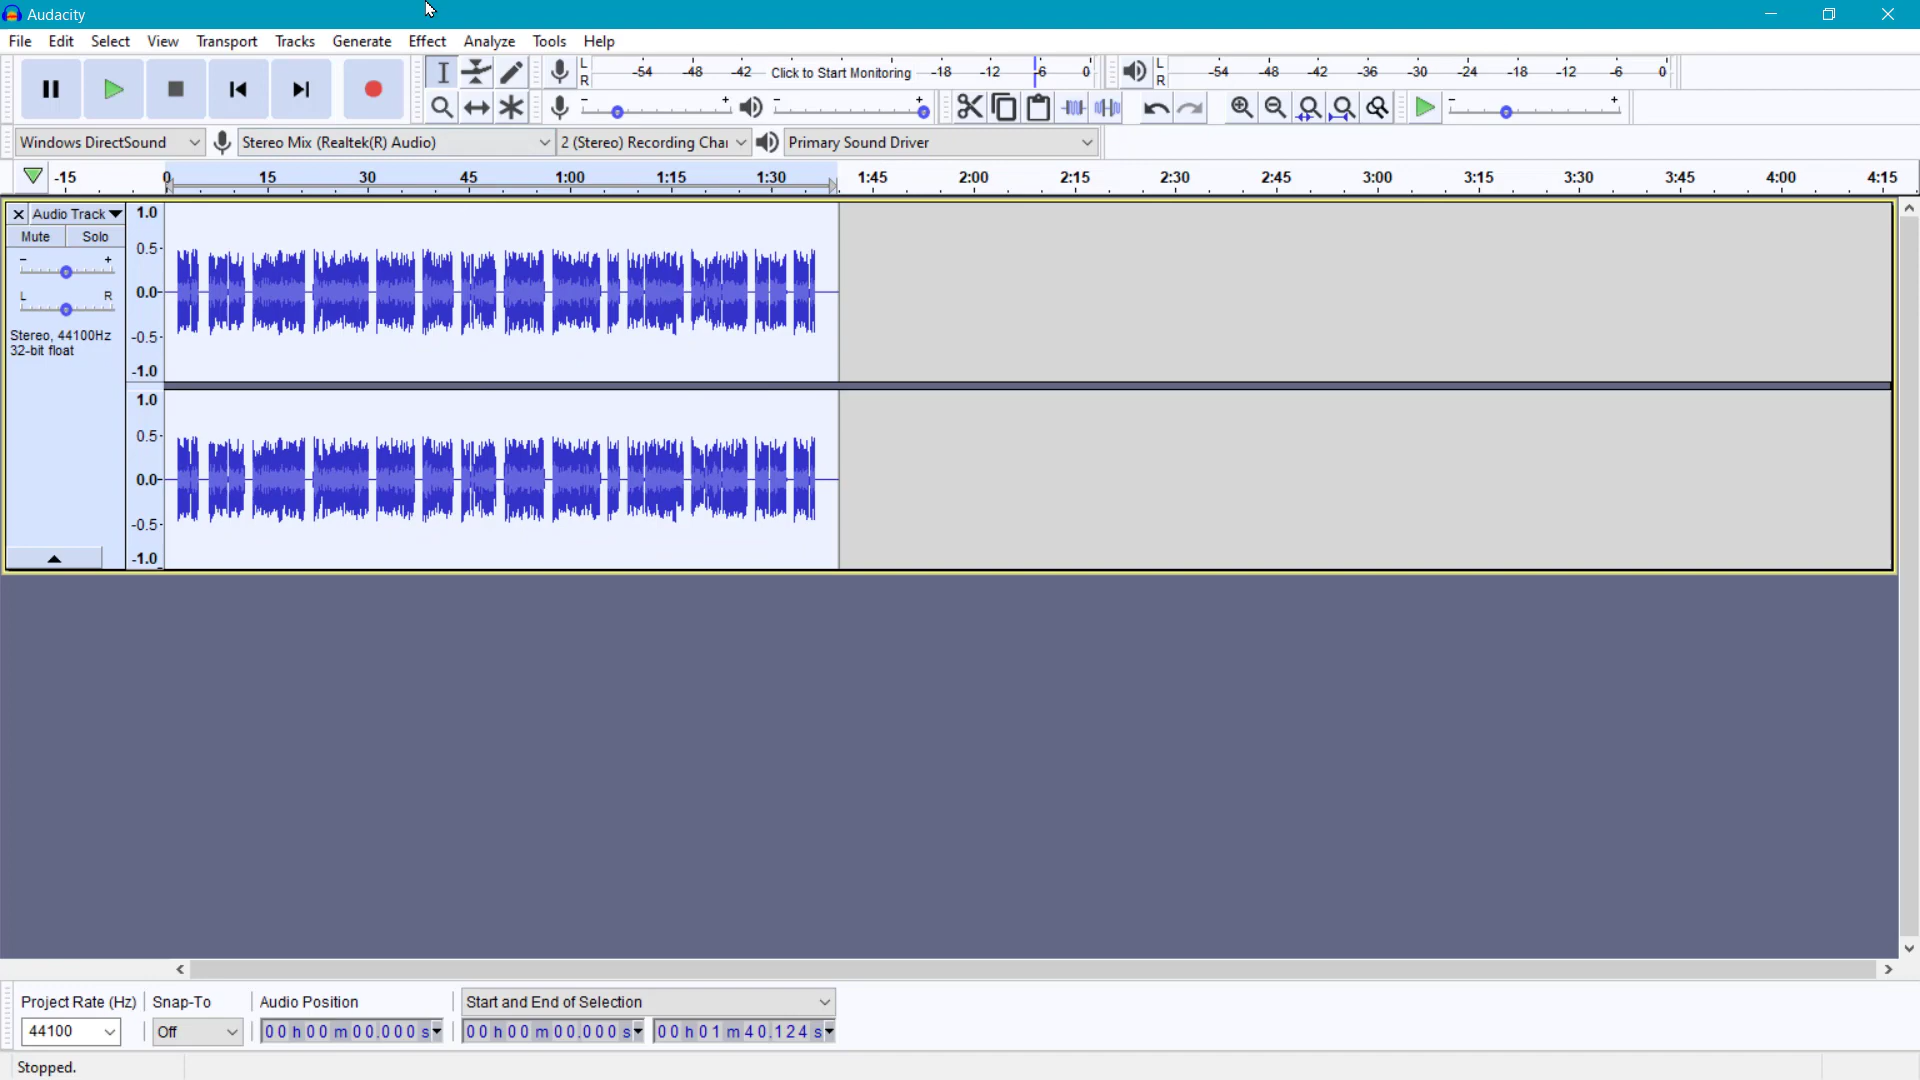 Audacity
File Edit Select View Transport Tracks Generate Effect Analyze Tools Help
L R -54 -48 -42 Click to Start Monitoring -18 -12 -6 0 L R -54 -48 -42 -36 -30 -24 -18 -12 -6 0
- + - + - +
Windows DirectSound Stereo Mix (Realtek(R) Audio) 2 (Stereo) Recording Chai Primary Sound Driver
-15 0 15 30 45 1:00 1:15 1:30 1:45 2:00 2:15 2:30 2:45 3:00 3:15 3:30 3:45 4:00 4:15
X Audio Track 1.0
Mute Solo
- + 0.5
L R 0.0
Stereo, 44100Hz -0.5
32-bit float
-1.0
1.0
0.5
0.0
-0.5
-1.0
Project Rate (Hz) Snap-To Audio Position Start and End of Selection
44100 Off 00 h 00 m 00.000 s 00 h 00 m 00.000 s 00 h 01 m 40.124 s
Stopped.